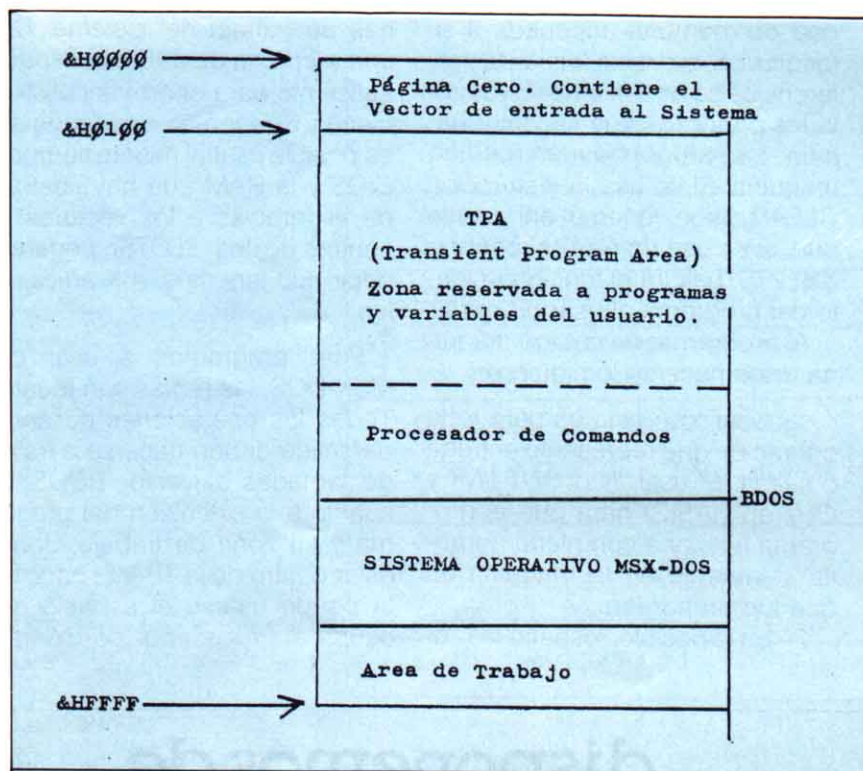 &HØØØØ
Página Cero. Contiene el
Vector de entrada al Sistema
&HØ1ØØ
TPA
(Transient Program Area)
Zona reservada a programas
y variables del usuario.
Procesador de Comandos
BDOS
SISTEMA OPERATIVO MSX-DOS
Area de Trabajo
&HFFFF